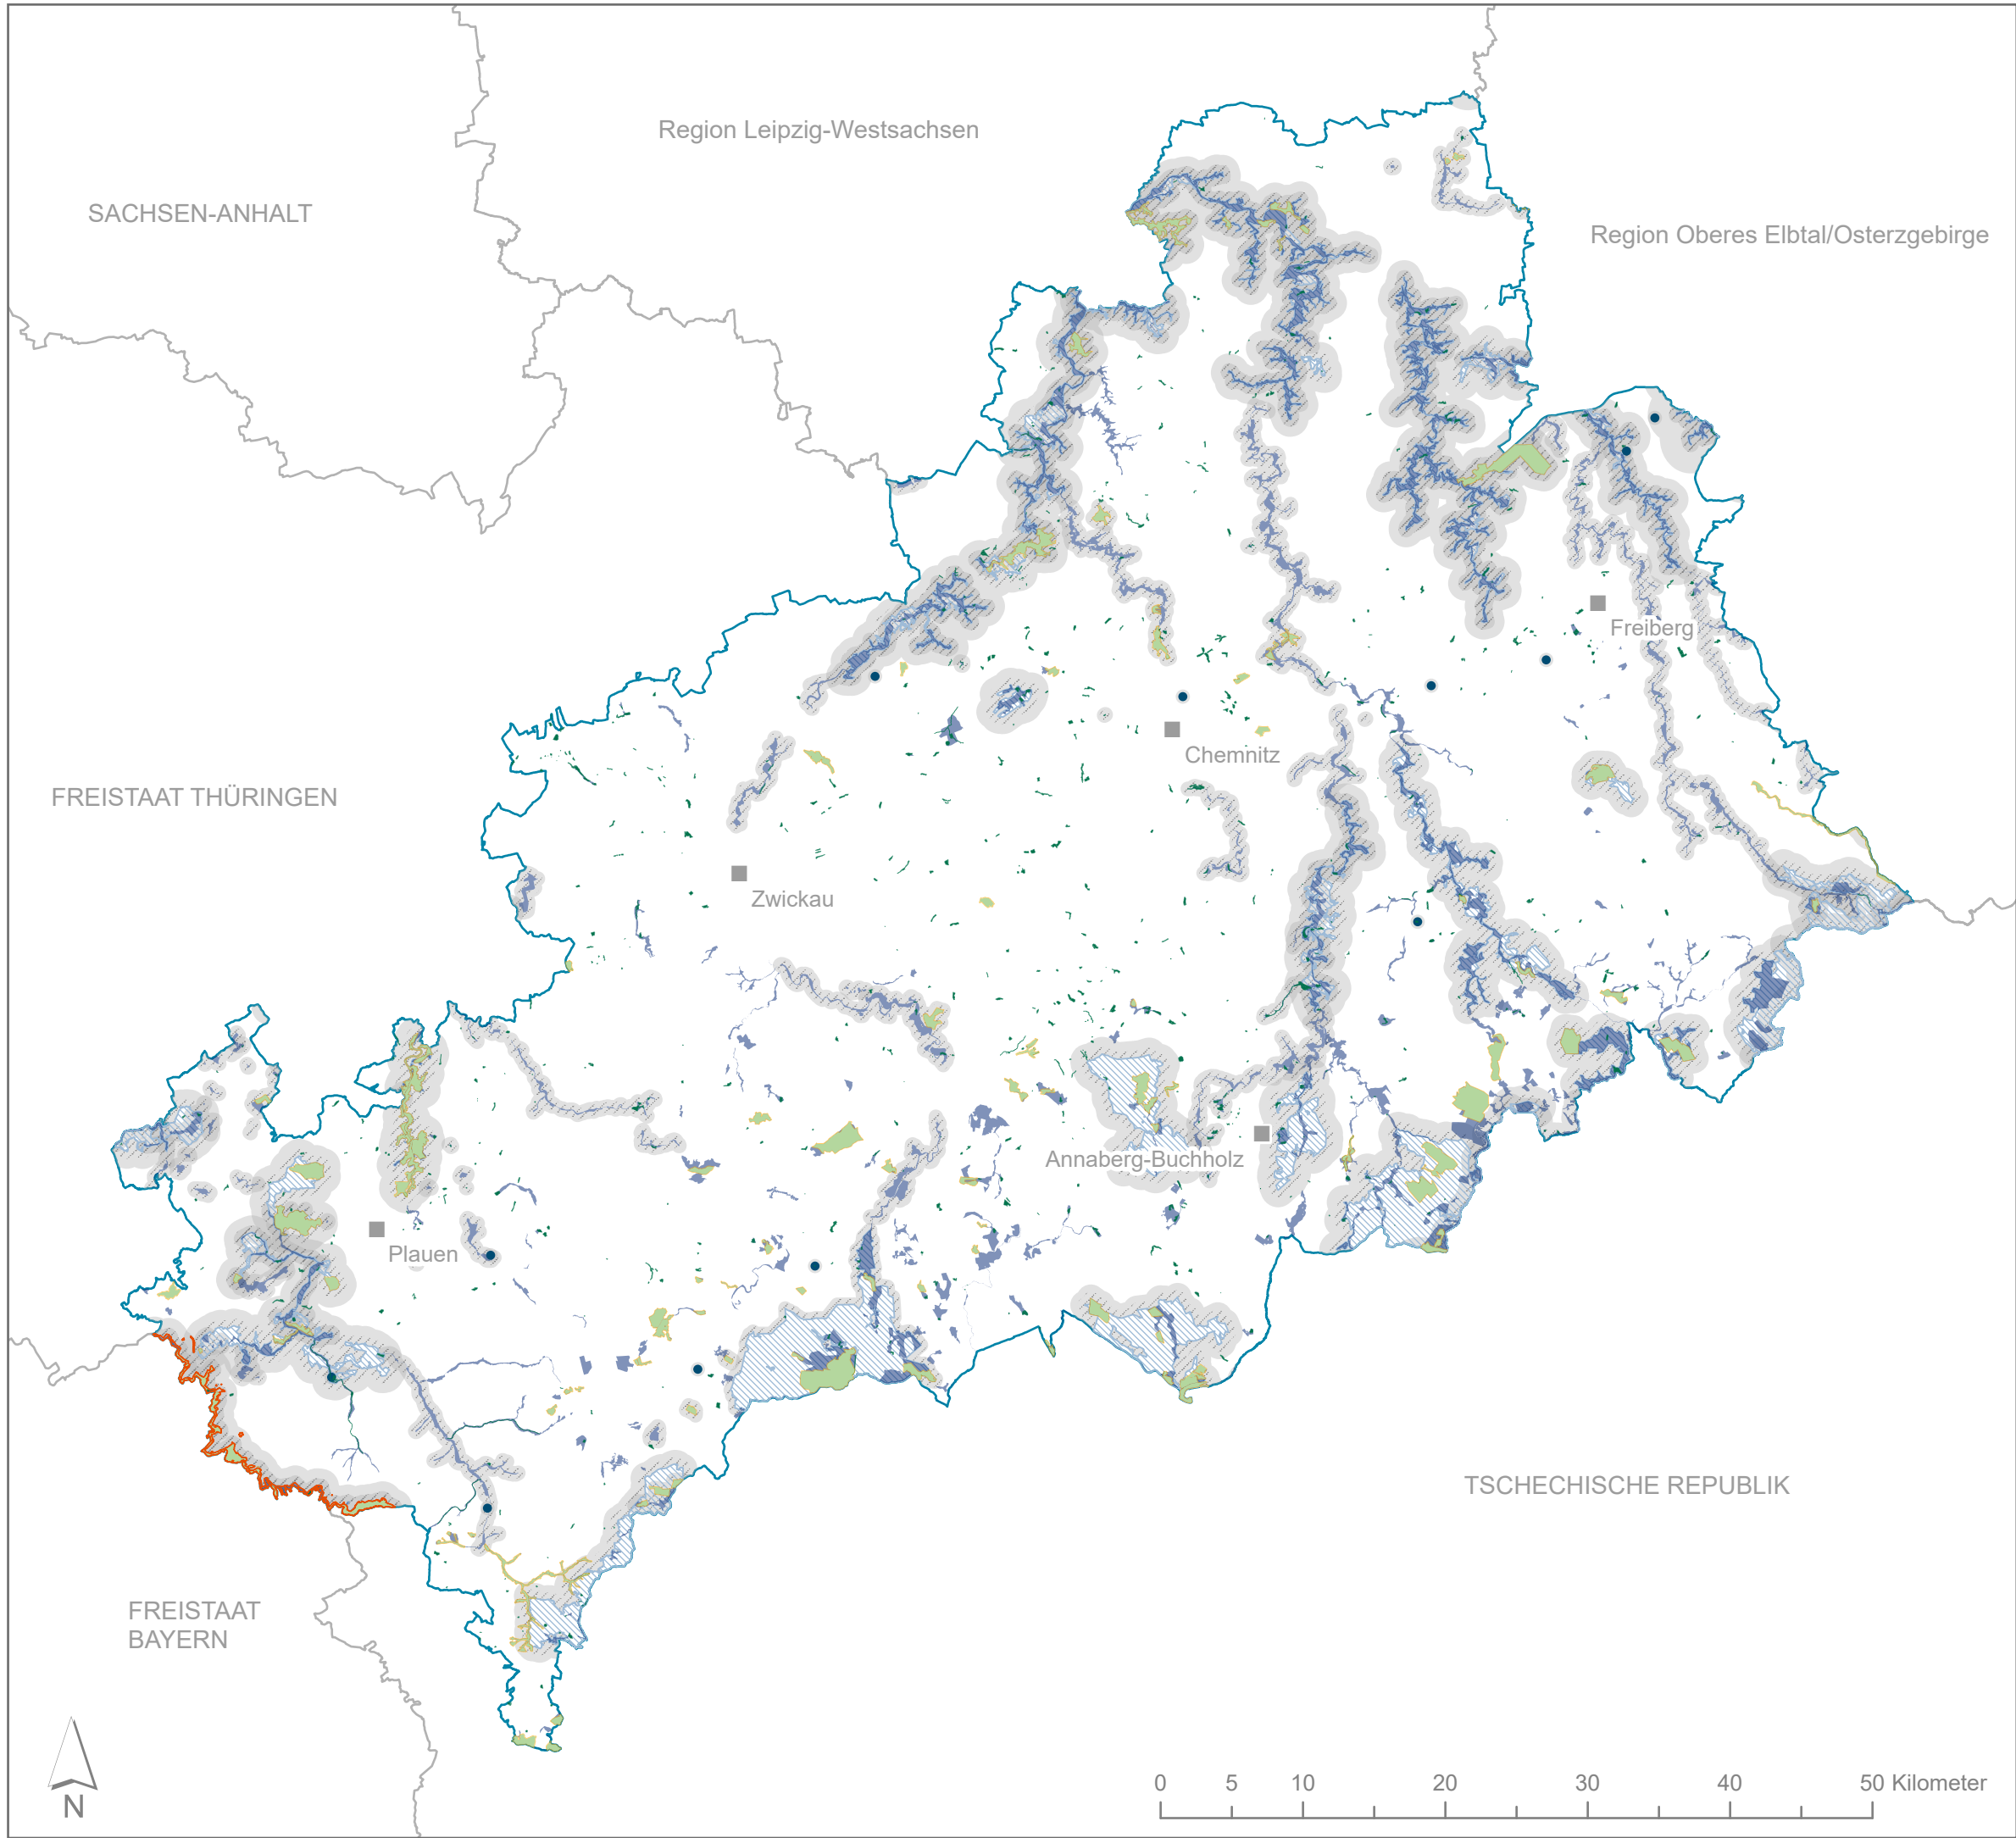 Region Leipzig-Westsachsen
SACHSEN-ANHALT
Region Oberes Elbtal/Osterzgebirge
Freiberg
Chemnitz
FREISTAAT THÜRINGEN
Zwickau
Annaberg-Buchholz
Plauen
TSCHECHISCHE REPUBLIK
FREISTAAT
BAYERN
0 5 10 20 30 40 50 Kilometer
N